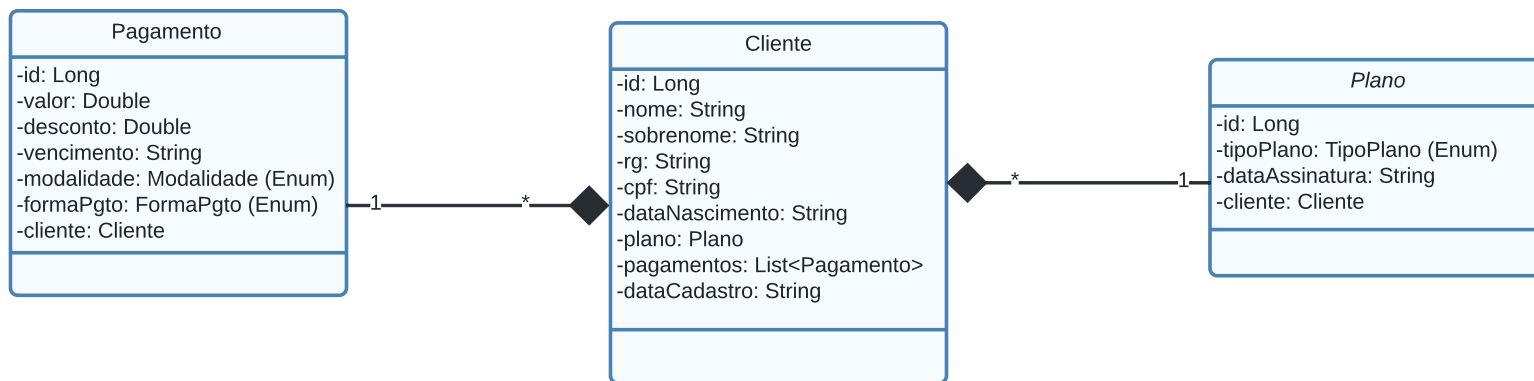 Pagamento
-id: Long
-valor: Double
-desconto: Double
-vencimento: String
-modalidade: Modalidade (Enum)
-formaPgto: FormaPgto (Enum)
-cliente: Cliente
1
*
Cliente
-id: Long
-nome: String
-sobrenome: String
-rg: String
-cpf: String
-dataNascimento: String
-plano: Plano
-pagamentos: List<Pagamento>
-dataCadastro: String
*
1
Plano
-id: Long
-tipoPlano: TipoPlano (Enum)
-dataAssinatura: String
-cliente: Cliente